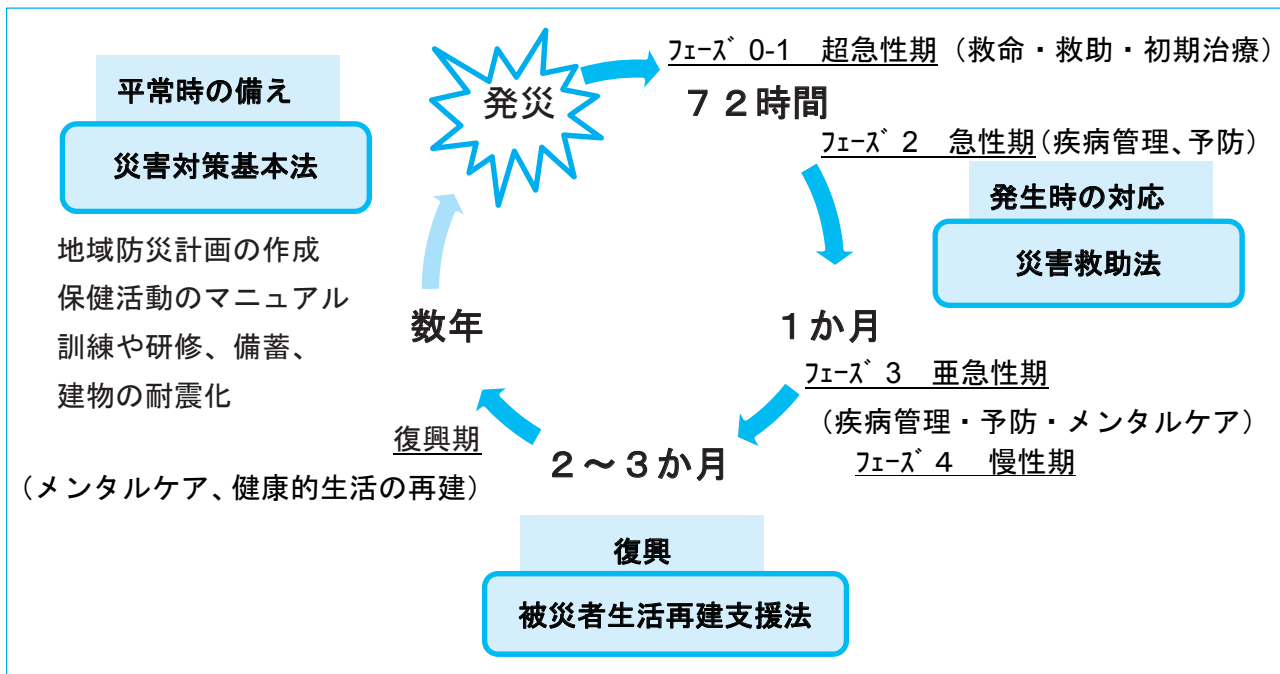 発災
ﾌｪｰｽﾞ 0-1 超急性期（救命・救助・初期治療）
７２時間
ﾌｪｰｽﾞ 2 急性期（疾病管理、予防）
発生時の対応
災害救助法
１か月
ﾌｪｰｽﾞ 3 亜急性期
（疾病管理・予防・メンタルケア）
ﾌｪｰｽﾞ 4 慢性期
２～３か月
復興
被災者生活再建支援法
復興期
（メンタルケア、健康的生活の再建）
数年
平常時の備え
災害対策基本法
地域防災計画の作成
保健活動のマニュアル
訓練や研修、備蓄、
建物の耐震化